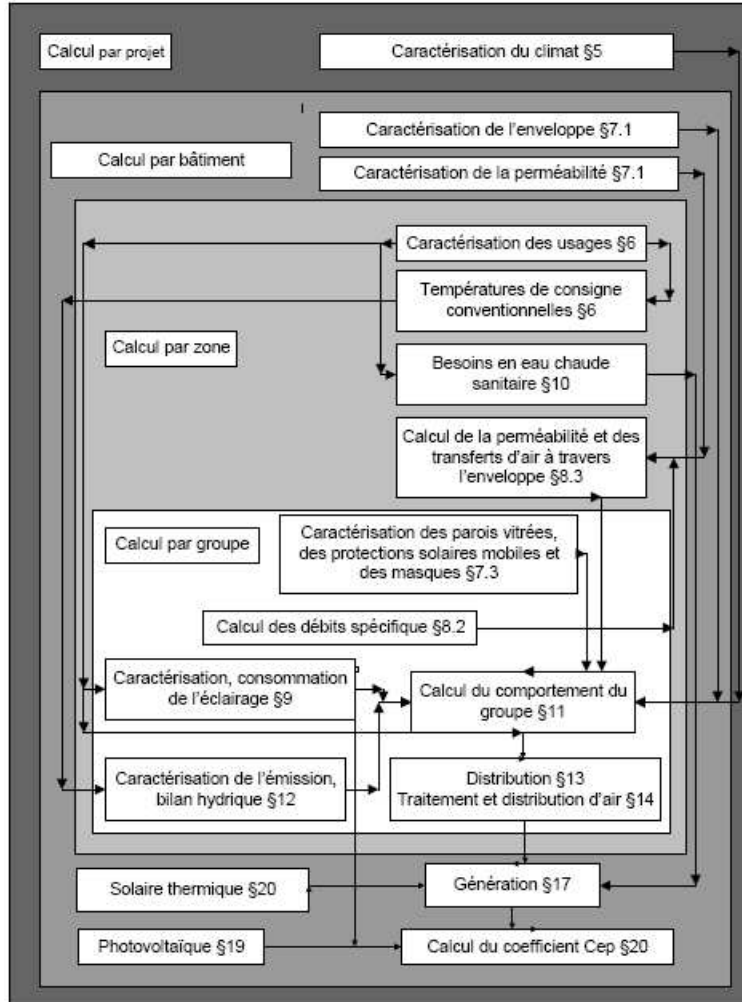 Calcul par projet
Caractérisation du climat §5
Caractérisation de l'enveloppe §7.1
Calcul par bâtiment
Caractérisation de la perméabilité §7.1
Caractérisation des usages §6
Températures de consigne
conventionnelles §6
Calcul par zone
Besoins en eau chaude
sanitaire §10
Calcul de la perméabilité et des
transferts d'air à travers
l'enveloppe §8.3
Calcul par groupe
Caractérisation des parois vitrées,
des protections solaires mobiles et
des masques §7.3
Calcul des débits spécifique §8.2
Caractérisation, consommation
de l'éclairage §9
Calcul du comportement du
groupe §11
Caractérisation de l'émission,
bilan hydrique §12
Distribution §13
Traitement et distribution d'air §14
Solaire thermique §20
Génération §17
Photovoltaïque §19
Calcul du coefficient Cep §20